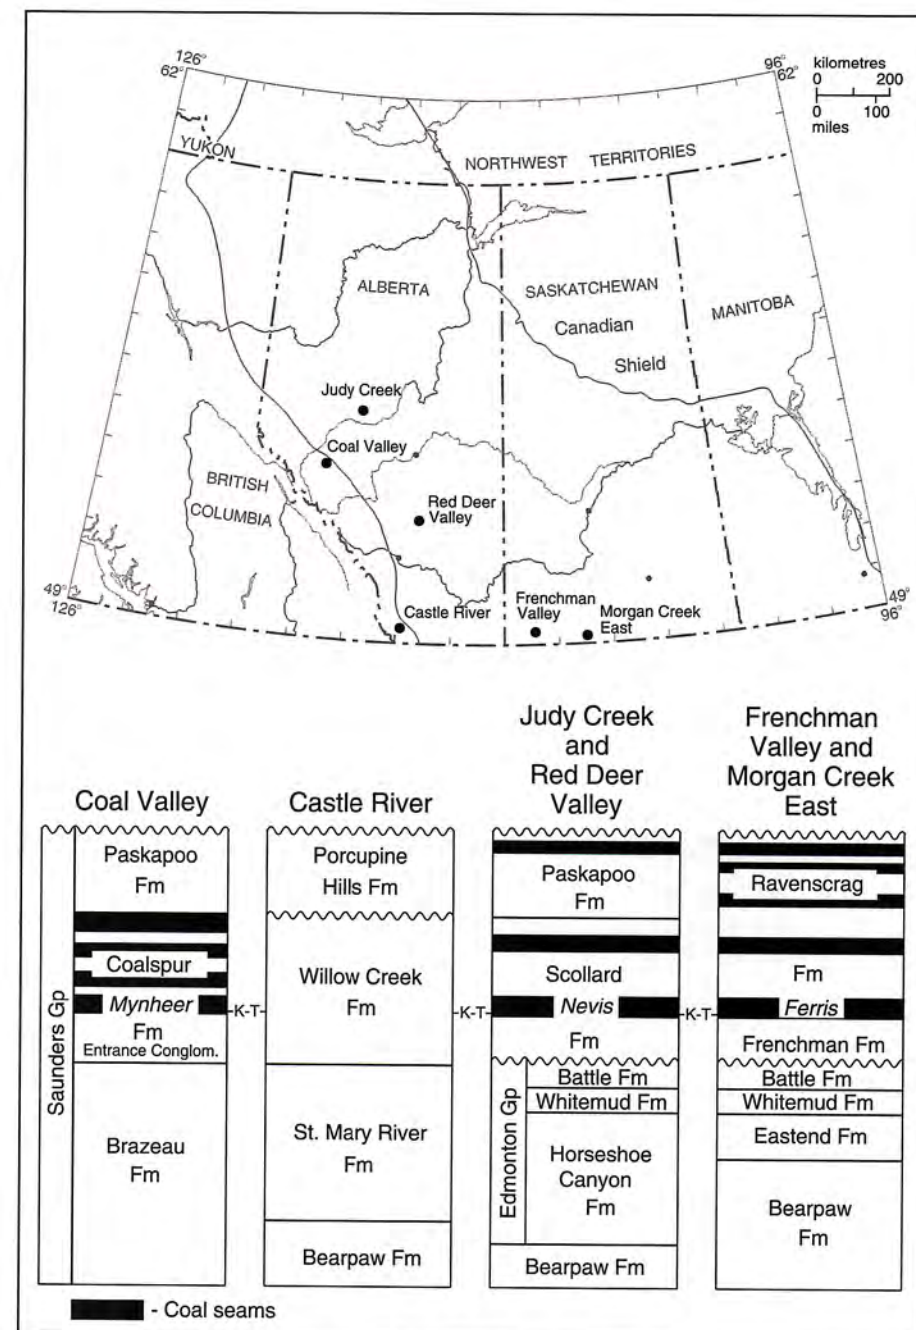 126°
62°
96°
62°
kilometres
0 200
0 100
miles
YUKON
NORTHWEST TERRITORIES
ALBERTA
SASKATCHEWAN
MANITOBA
Canadian
Shield
Judy Creek
Coal Valley
BRITISH
COLUMBIA
Red Deer
Valley
49°
126°
Castle River
Frenchman
Valley
Morgan Creek
East
49°
96°
Coal Valley
Saunders Gp
Paskapoo
Fm
Coalspur
Mynheer
Fm
Entrance Conglom.
Brazeau
Fm
K-T
Castle River
Porcupine
Hills Fm
Willow Creek
Fm
St. Mary River
Fm
Bearpaw Fm
K-T
Judy Creek
and
Red Deer
Valley
Paskapoo
Fm
Scollard
Nevis
Fm
Edmonton Gp
Battle Fm
Whitemud Fm
Horseshoe
Canyon
Fm
Bearpaw Fm
K-T
Frenchman
Valley and
Morgan Creek
East
Ravenscrag
Fm
Ferris
Frenchman Fm
Battle Fm
Whitemud Fm
Eastend Fm
Bearpaw
Fm
- Coal seams